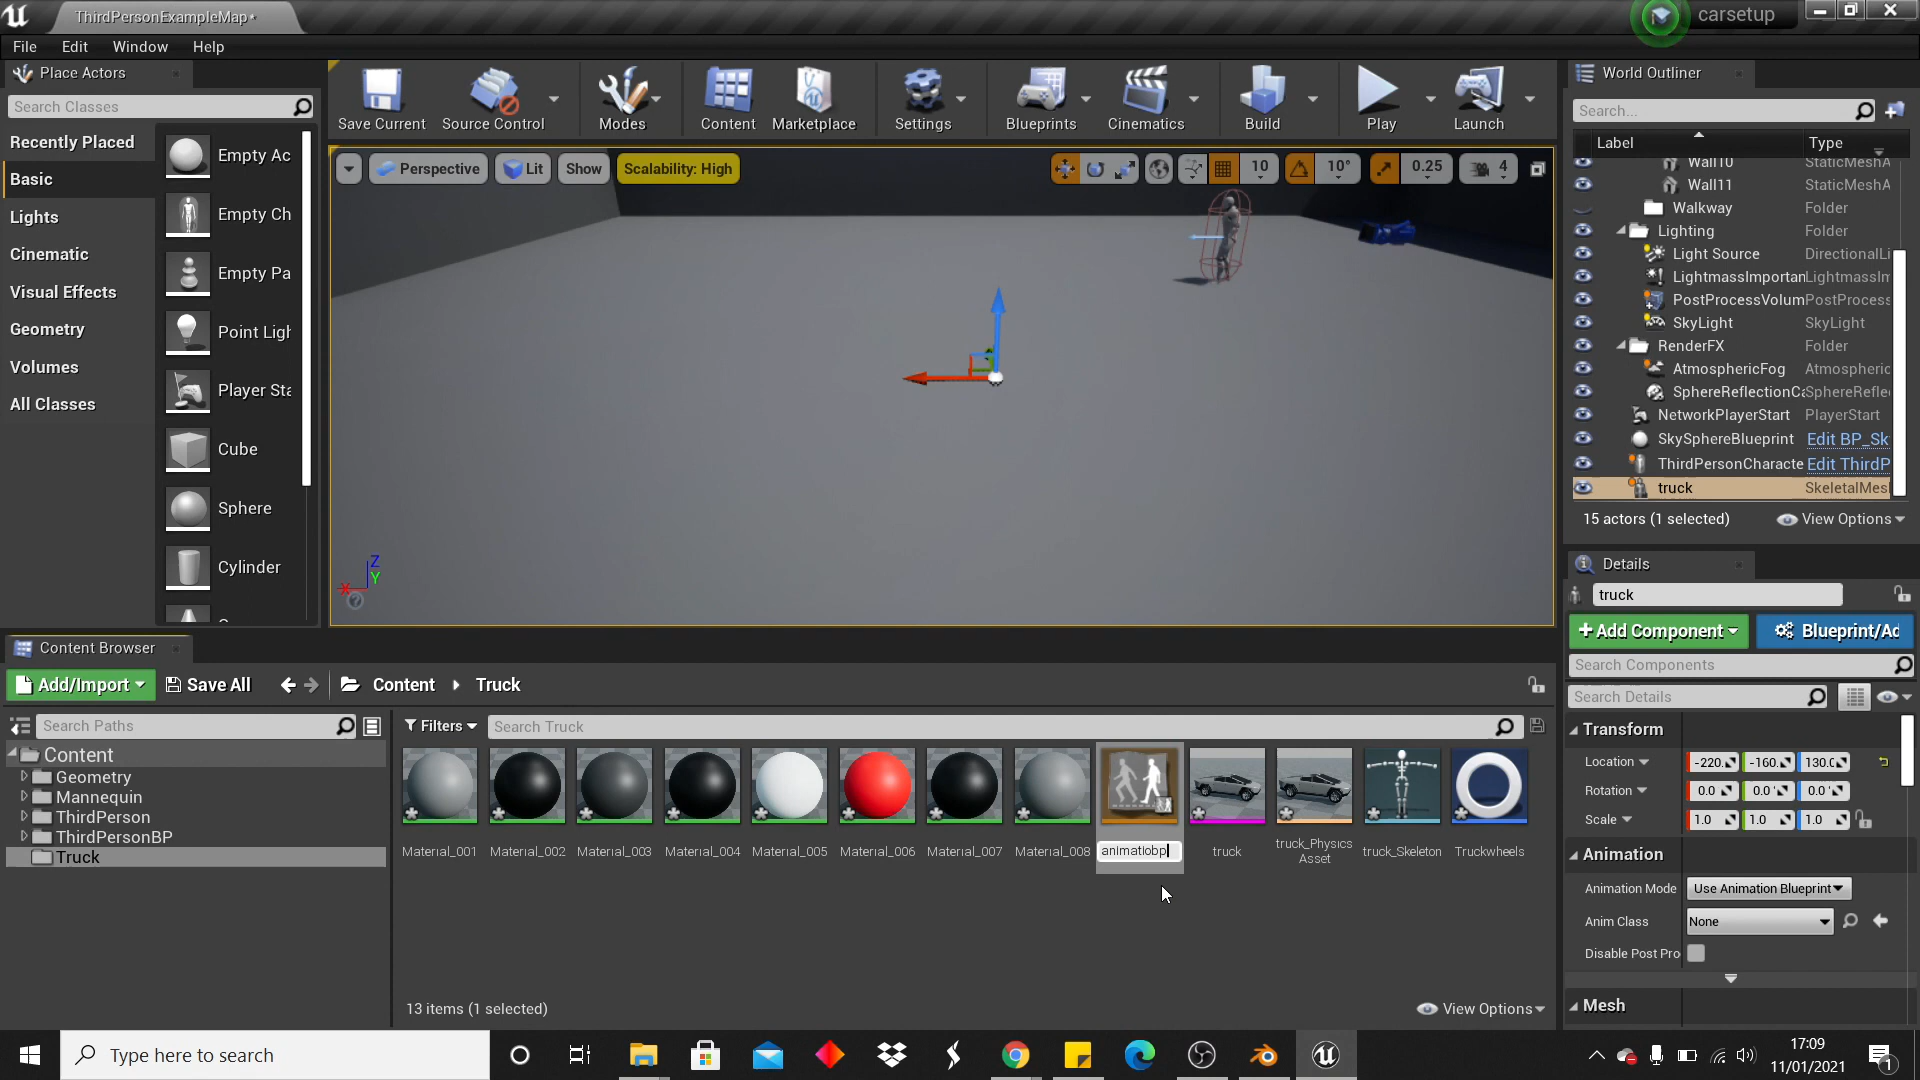 ThirdPersonExampleMap*
carsetup
File Edit Window Help
Place Actors
Search Classes
Recently Placed
Basic
Lights
Cinematic
Visual Effects
Geometry
Volumes
All Classes
Empty Ac
Empty Ch
Empty Pa
Point Ligh
Player Sta
Cube
Sphere
Cylinder
Save Current
Source Control
Modes
Content
Marketplace
Settings
Blueprints
Cinematics
Build
Play
Launch
Perspective
Lit
Show
Scalability: High
10
10°
0.25
4
Z
Y
X
World Outliner
Search...
Label Type
Wall10 StaticMeshA
Wall11 StaticMeshA
Walkway Folder
Lighting Folder
Light Source DirectionalLi
LightmassImportan LightmassIm
PostProcessVolum PostProcess
SkyLight SkyLight
RenderFX Folder
AtmosphericFog Atmospheric
SphereReflectionCa SphereReflec
NetworkPlayerStart PlayerStart
SkySphereBlueprint Edit BP_Sk
ThirdPersonCharacte Edit ThirdP
truck SkeletalMes
15 actors (1 selected)
View Options
Details
truck
Add Component
Blueprint/Ad
Search Components
Search Details
Transform
Location -220. -160. 130.0
Rotation 0.0 0.0 0.0
Scale 1.0 1.0 1.0
Animation
Animation Mode Use Animation Blueprint
Anim Class None
Disable Post Pro
Mesh
Content Browser
Add/Import
Save All
Content
Truck
Search Paths
Filters
Search Truck
Content
Geometry
Mannequin
ThirdPerson
ThirdPersonBP
Truck
Material_001
Material_002
Material_003
Material_004
Material_005
Material_006
Material_007
Material_008
animatiobp
truck
truck_Physics
Asset
truck_Skeleton
Truckwheels
13 items (1 selected)
View Options
Type here to search
17:09
11/01/2021
1